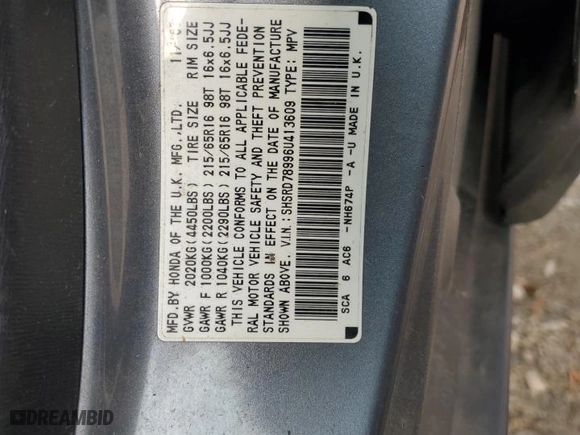 MFD.BY HONDA OF THE U.K. MFG.,LTD.
GVWR 2020KG(4450LBS) TIRE SIZE RIM SIZE
GAWR F 1000KG(2200LBS) 215/65R16 98T 16x6.5JJ
GAWR R 1040KG(2290LBS) 215/65R16 98T 16x6.5JJ
THIS VEHICLE CONFORMS TO ALL APPLICABLE FEDE-
RAL MOTOR VEHICLE SAFETY AND THEFT PREVENTION
STANDARDS IN EFFECT ON THE DATE OF MANUFACTURE
SHOWN ABOVE. V.I.N.:SHSRD78996U413609 TYPE: MPV
SCA 6 AC6 -NH674P -A -U MADE IN U.K.
DREAMBID